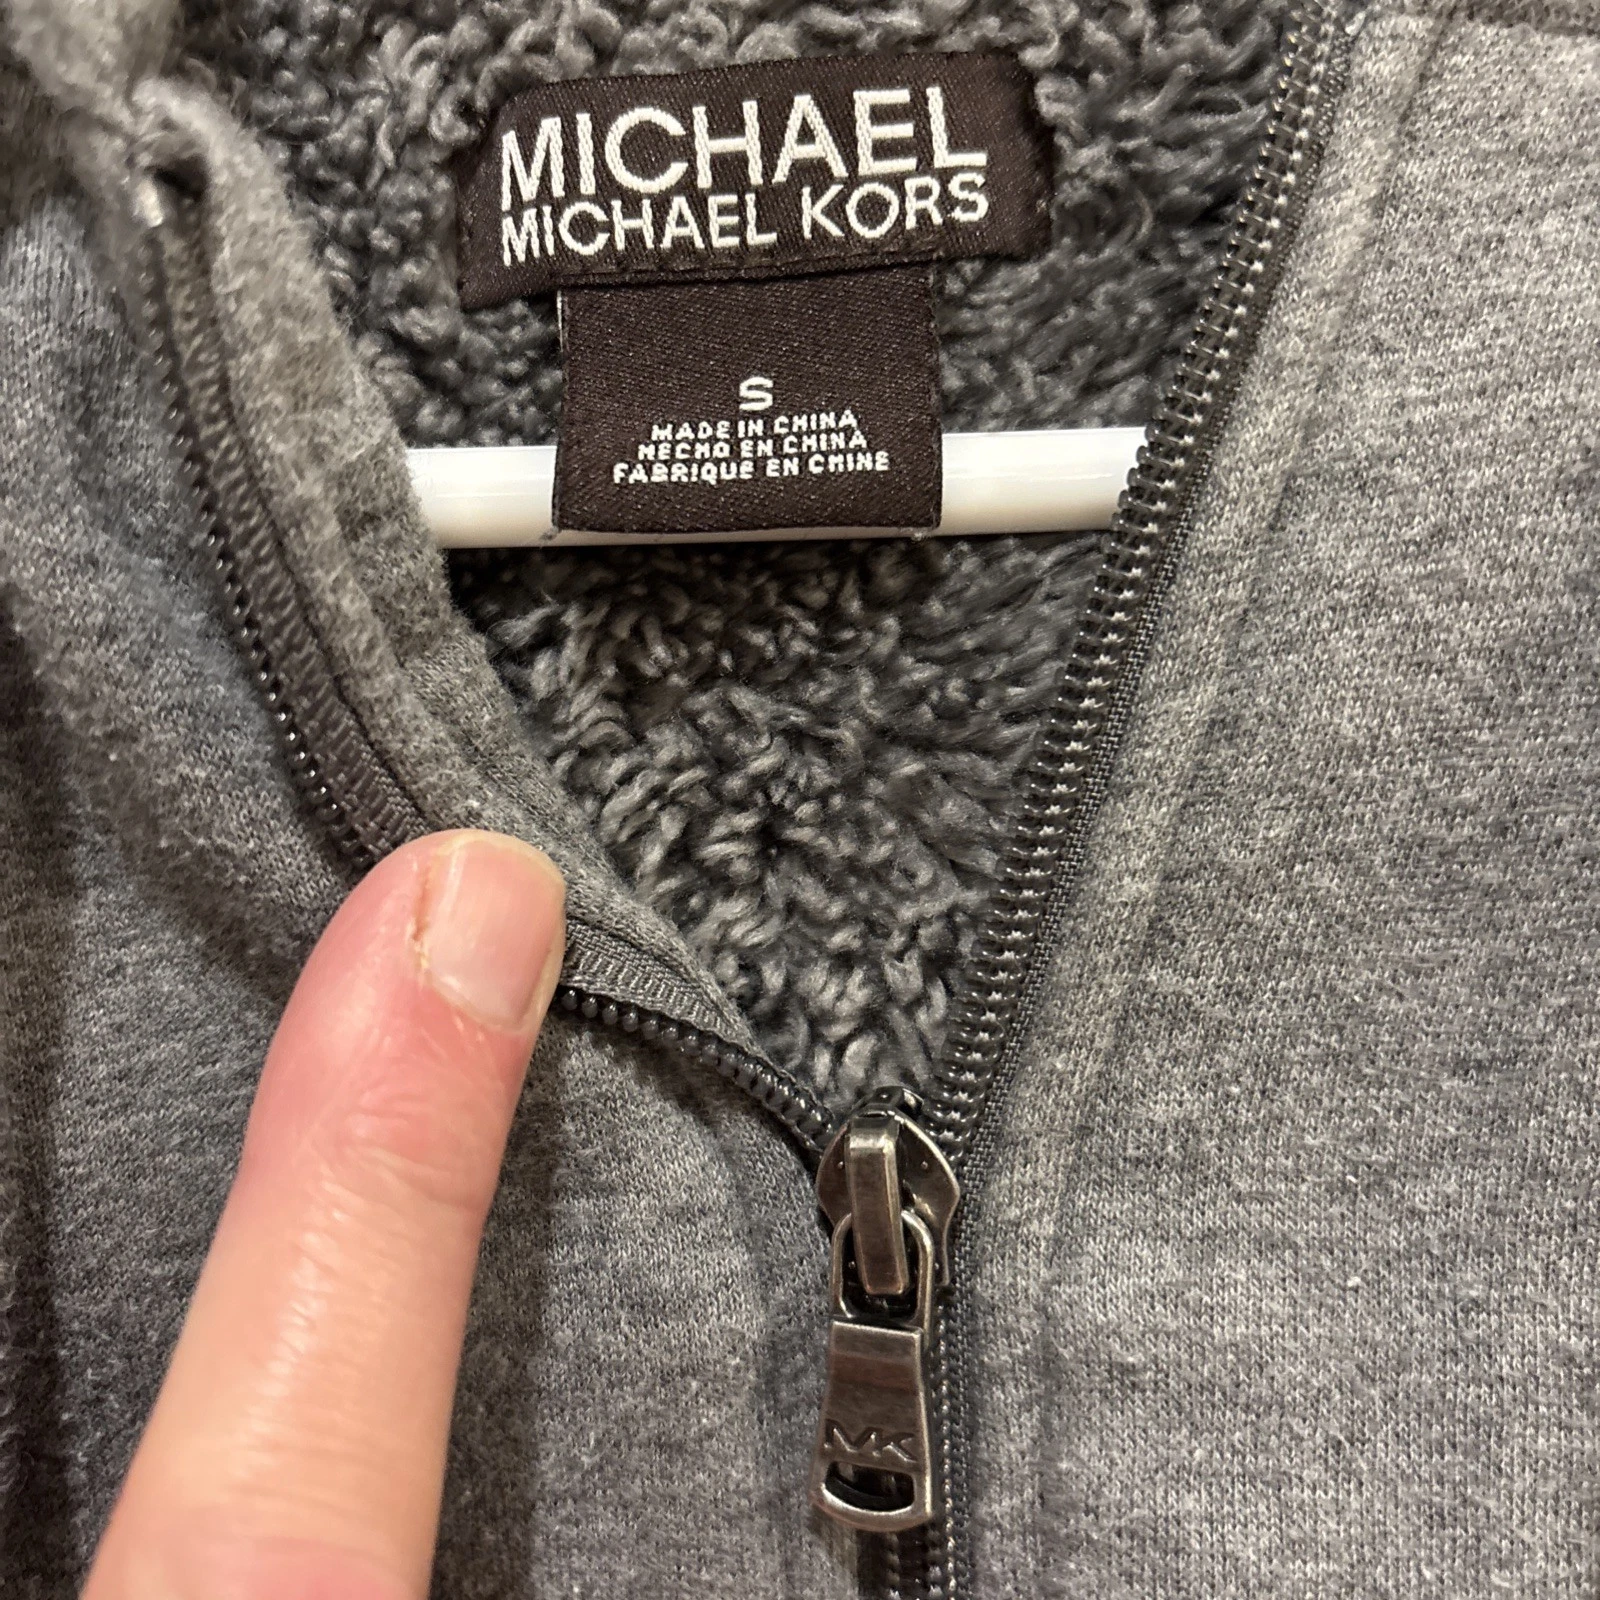 MICHAEL
MICHAEL KORS
S
MADE IN CHINA
HECHO EN CHINA
FABRIQUE EN CHINE
MK